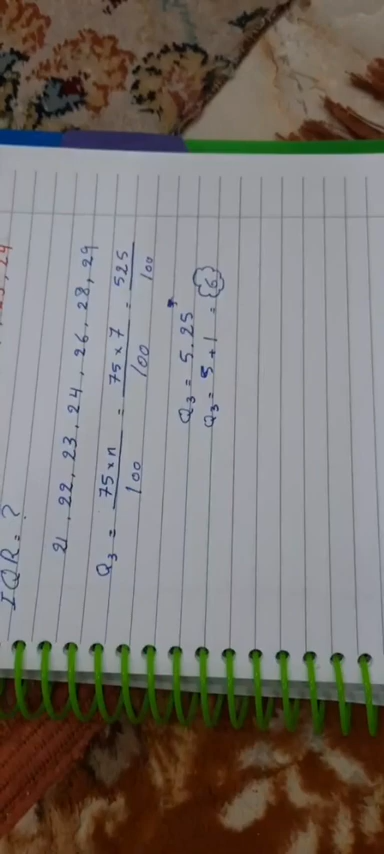 IQR = ?
21, 22, 23, 24, 26, 28, 29
Q₃ = 75×n/100 = 75×7/100 = 525/100
Q₃ = 5.25
Q₃ = 5+1 = 6